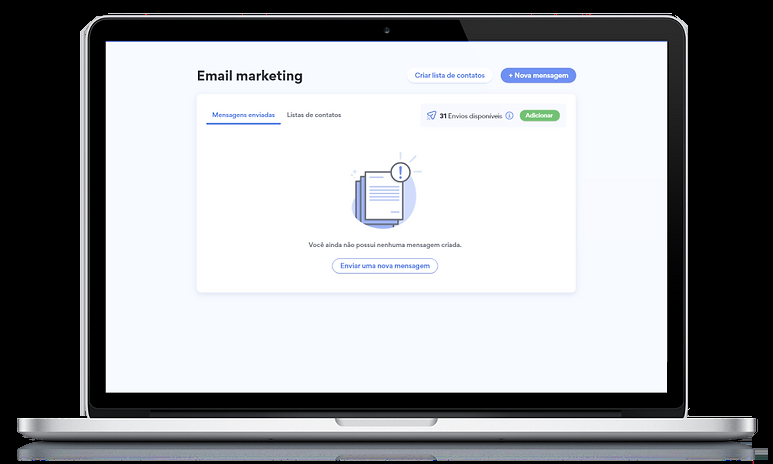 Email marketing
Criar lista de contatos
+ Nova mensagem
Mensagens enviadas
Listas de contatos
31 Envios disponíveis
Adicionar
Você ainda não possui nenhuma mensagem criada.
Enviar uma nova mensagem